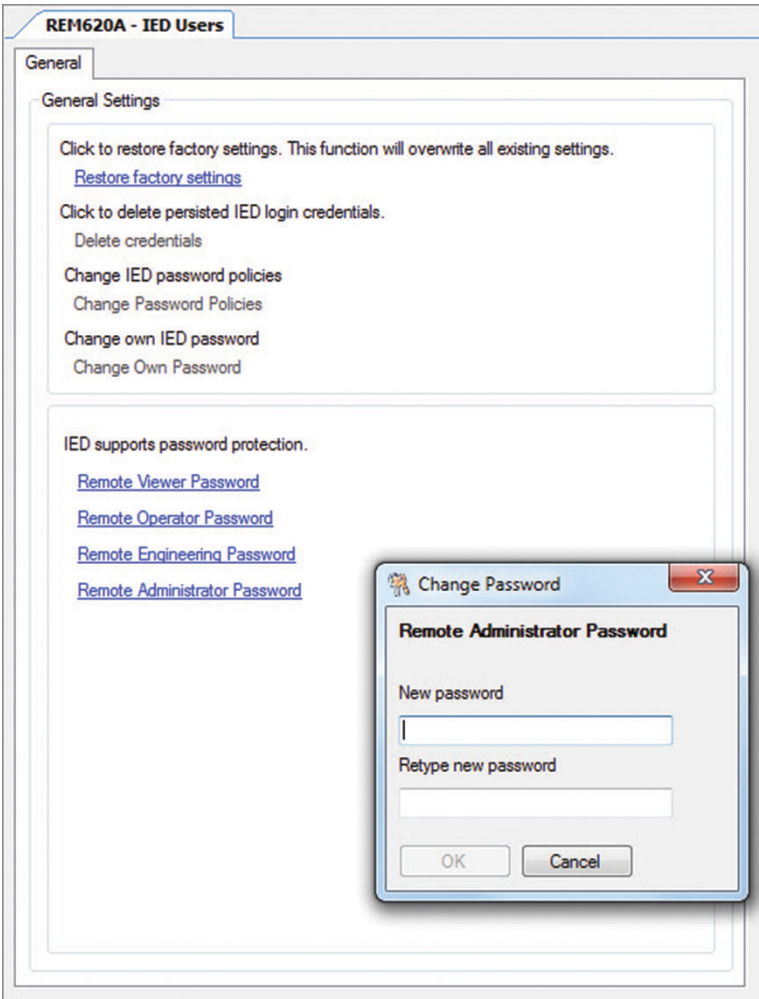 REM620A - IED Users
General
General Settings
Click to restore factory settings. This function will overwrite all existing settings.
Restore factory settings
Click to delete persisted IED login credentials.
Delete credentials
Change IED password policies
Change Password Policies
Change own IED password
Change Own Password
IED supports password protection.
Remote Viewer Password
Remote Operator Password
Remote Engineering Password
Remote Administrator Password
Change Password
Remote Administrator Password
New password
Retype new password
OK Cancel